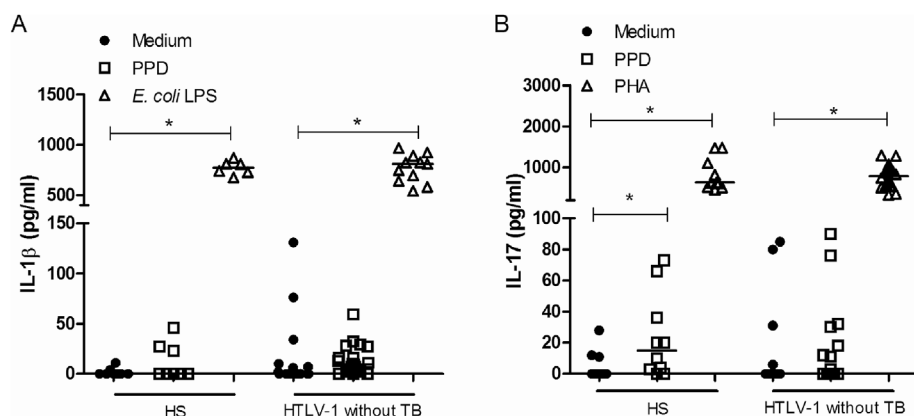 A
Medium
PPD
E. coli LPS
1500
1000
500
150
100
50
0
IL-1β (pg/ml)
*
*
HS
HTLV-1 without TB
B
Medium
PPD
PHA
3000
2000
1000
100
80
60
40
20
0
IL-17 (pg/ml)
*
*
*
HS
HTLV-1 without TB